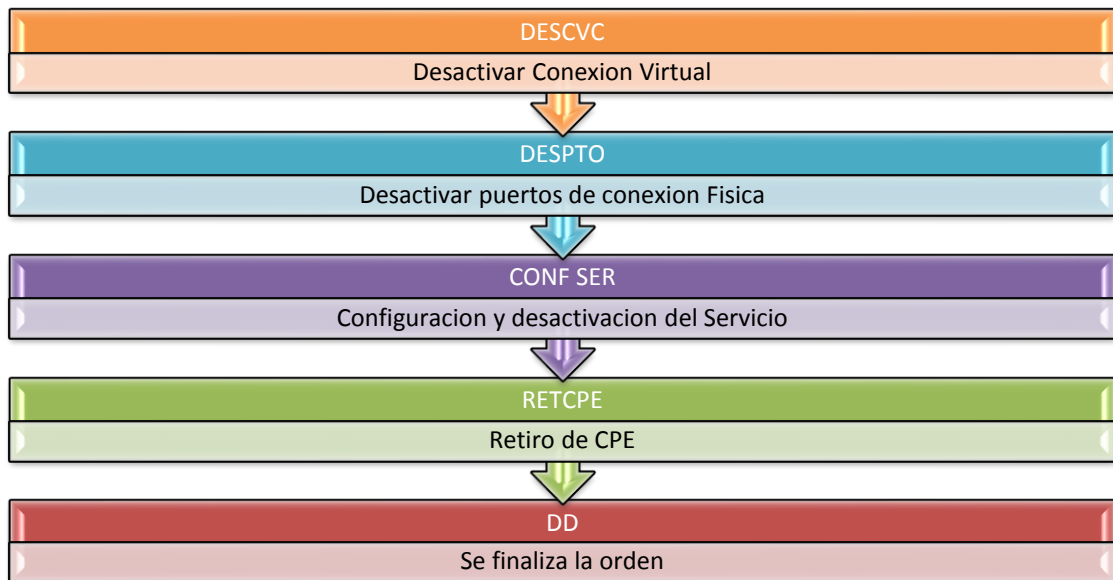 DESCVC
Desactivar Conexion Virtual
DESPTO
Desactivar puertos de conexion Fisica
CONF SER
Configuracion y desactivacion del Servicio
RETCPE
Retiro de CPE
DD
Se finaliza la orden